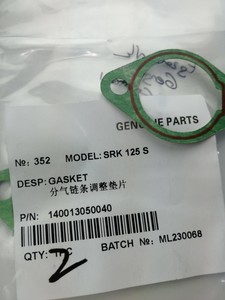 GENUINE PARTS
№: 352 MODEL: SRK 125 S
DESP: GASKET
分气链条调整垫片
P/N: 140013050040
QTY: 2 BATCH №: ML230068